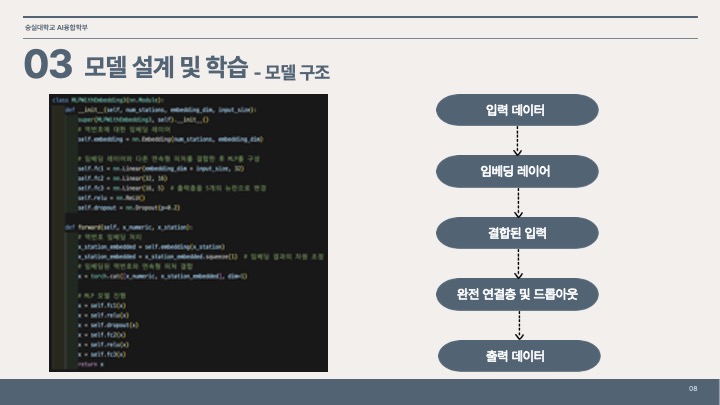 숭실대학교 AI융합학부
03 모델 설계 및 학습 - 모델 구조
class MLPWithEmbedding3(nn.Module):
def __init__(self, num_stations, embedding_dim, input_size):
super(MLPWithEmbedding3, self).__init__()
# 역번호에 대한 임베딩 레이어
self.embedding = nn.Embedding(num_stations, embedding_dim)
# 임베딩 레이어와 다른 연속형 피처를 결합한 후 MLP를 구성
self.fc1 = nn.Linear(embedding_dim + input_size, 32)
self.fc2 = nn.Linear(32, 16)
self.fc3 = nn.Linear(16, 5) # 출력층을 5개의 뉴런으로 변경
self.relu = nn.ReLU()
self.dropout = nn.Dropout(p=0.2)
def forward(self, x_numeric, x_station):
# 역번호 임베딩 처리
x_station_embedded = self.embedding(x_station)
x_station_embedded = x_station_embedded.squeeze(1) # 임베딩 결과의 차원 조정
# 임베딩된 역번호와 연속형 피처 결합
x = torch.cat([x_numeric, x_station_embedded], dim=1)
# MLP 모델 진행
x = self.fc1(x)
x = self.relu(x)
x = self.dropout(x)
x = self.fc2(x)
x = self.relu(x)
x = self.fc3(x)
return x
입력 데이터
임베딩 레이어
결합된 입력
완전 연결층 및 드롭아웃
출력 데이터
08